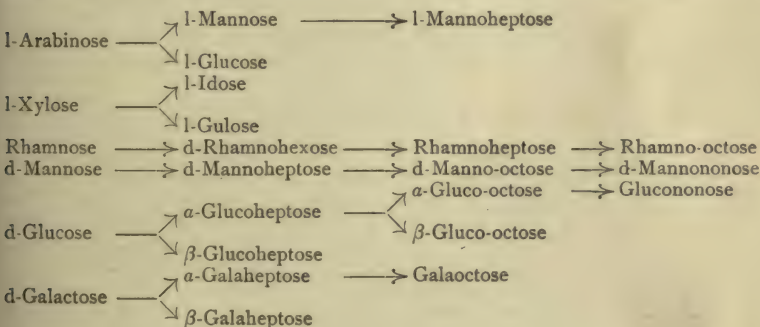 l-Mannose l-Mannoheptose
l-Arabinose
l-Glucose
l-Idose
l-Xylose
l-Gulose
Rhamnose d-Rhamnohexose Rhamnoheptose Rhamno-octose
d-Mannose d-Mannoheptose d-Manno-octose d-Mannononose
α-Gluco-octose Glucononose
α-Glucoheptose
d-Glucose β-Gluco-octose
β-Glucoheptose
α-Galaheptose Galaoctose
d-Galactose
β-Galaheptose